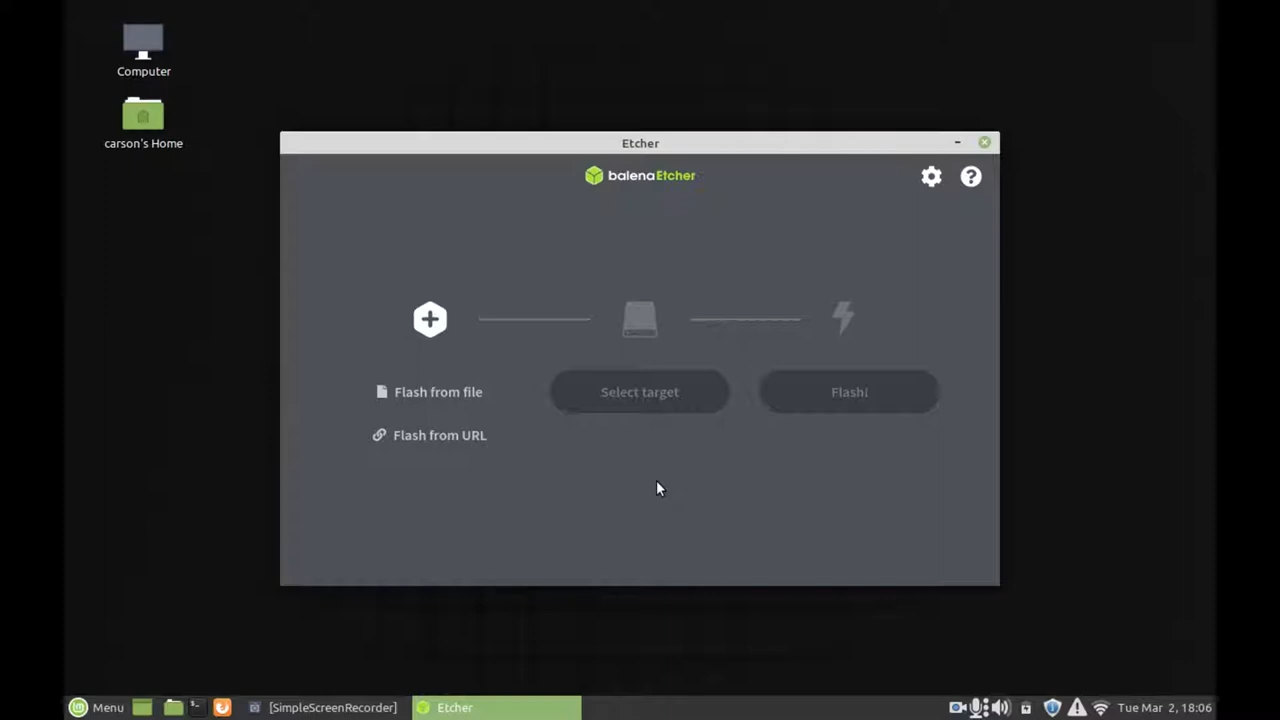 Computer
carson's Home
Etcher
balenaEtcher
Flash from file
Select target
Flash!
Flash from URL
Menu
[SimpleScreenRecorder]
Etcher
Tue Mar 2, 18:06